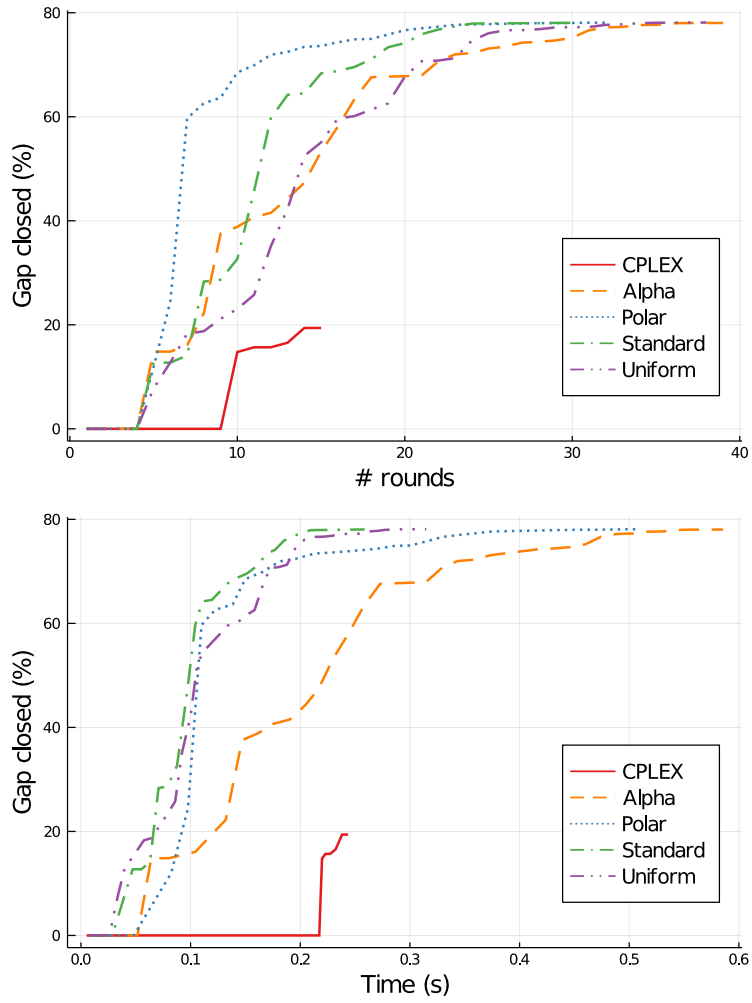 80
60
40
20
0
Gap closed (%)
CPLEX
Alpha
Polar
Standard
Uniform
0 10 20 30 40
# rounds
80
60
40
20
0
Gap closed (%)
CPLEX
Alpha
Polar
Standard
Uniform
0.0 0.1 0.2 0.3 0.4 0.5 0.6
Time (s)